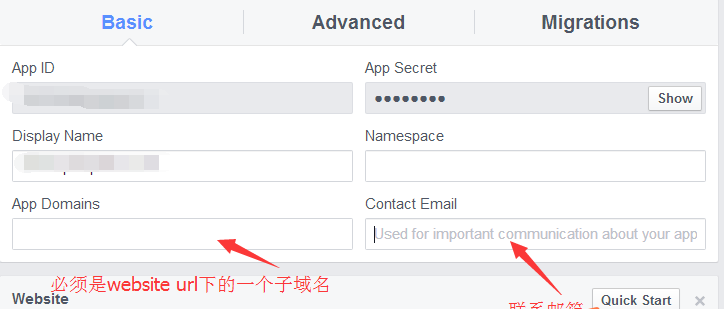 Basic Advanced Migrations
App ID App Secret
•••••••• Show
Display Name Namespace
App Domains Contact Email
Used for important communication about your app
必须是website url下的一个子域名
联系邮箱
Website Quick Start ×